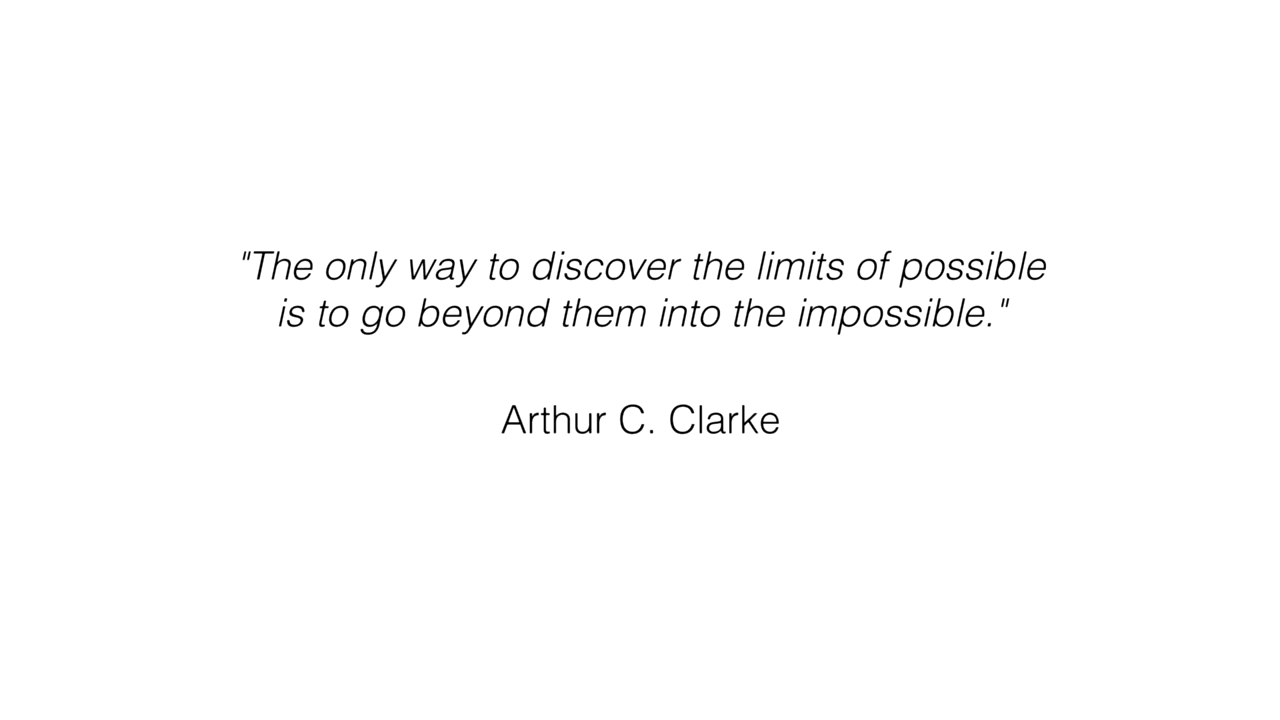 "The only way to discover the limits of possible
is to go beyond them into the impossible."
Arthur C. Clarke